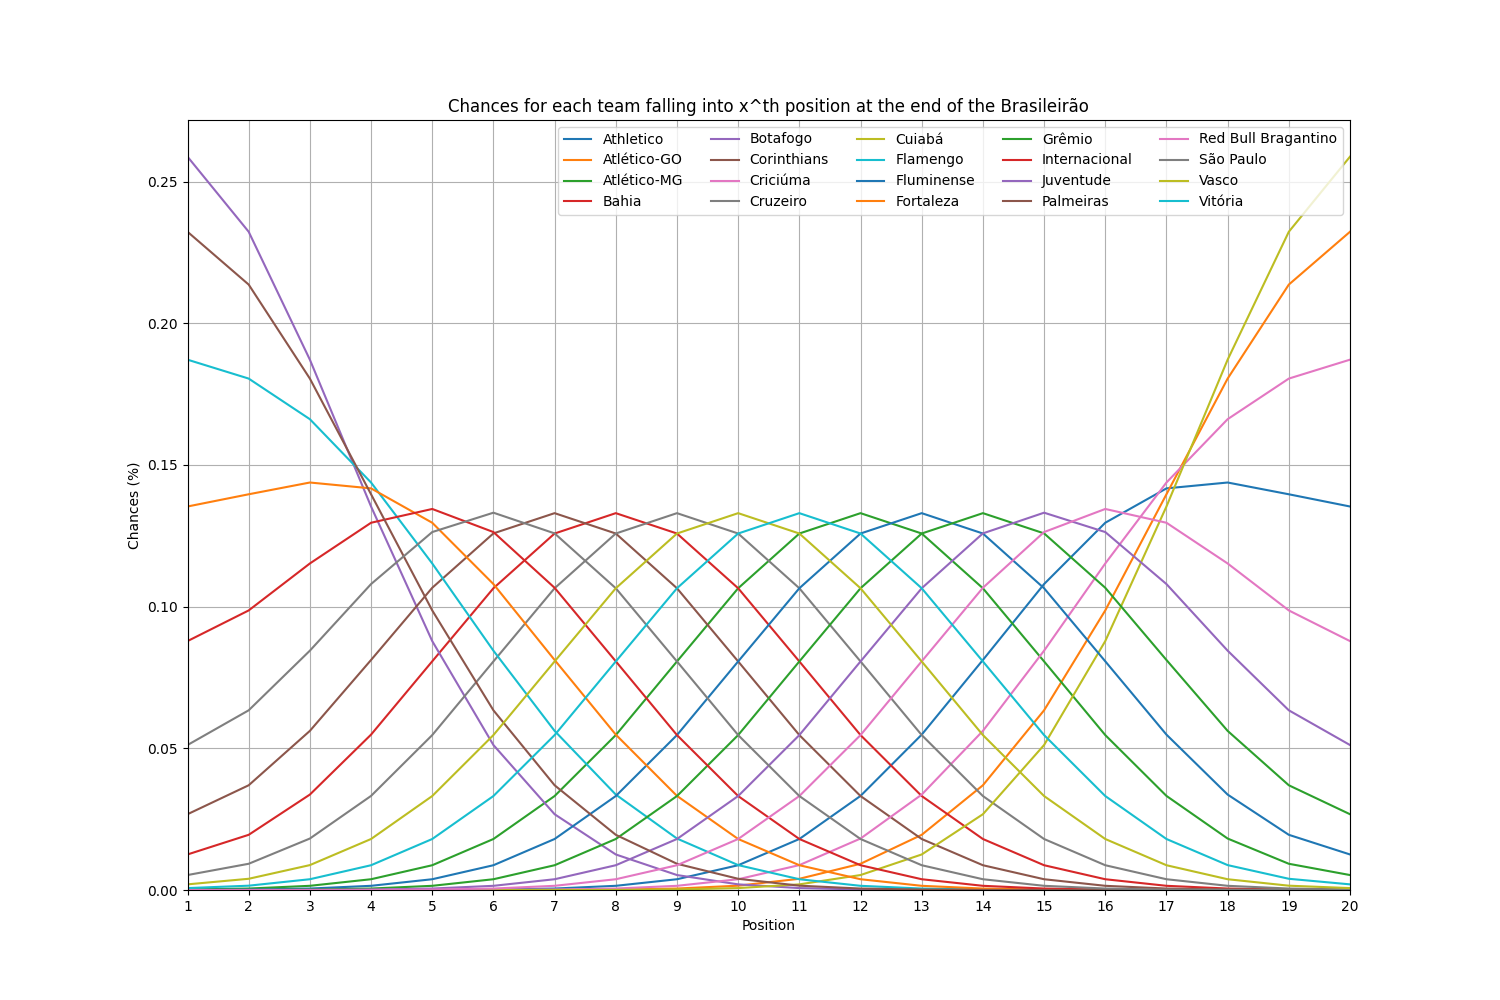 Chances for each team falling into x^th position at the end of the Brasileirão
Athletico Botafogo Cuiabá Grêmio Red Bull Bragantino
Atlético-GO Corinthians Flamengo Internacional São Paulo
Atlético-MG Criciúma Fluminense Juventude Vasco
Bahia Cruzeiro Fortaleza Palmeiras Vitória
0.25
0.20
0.15
0.10
0.05
0.00
Chances (%)
1 2 3 4 5 6 7 8 9 10 11 12 13 14 15 16 17 18 19 20
Position